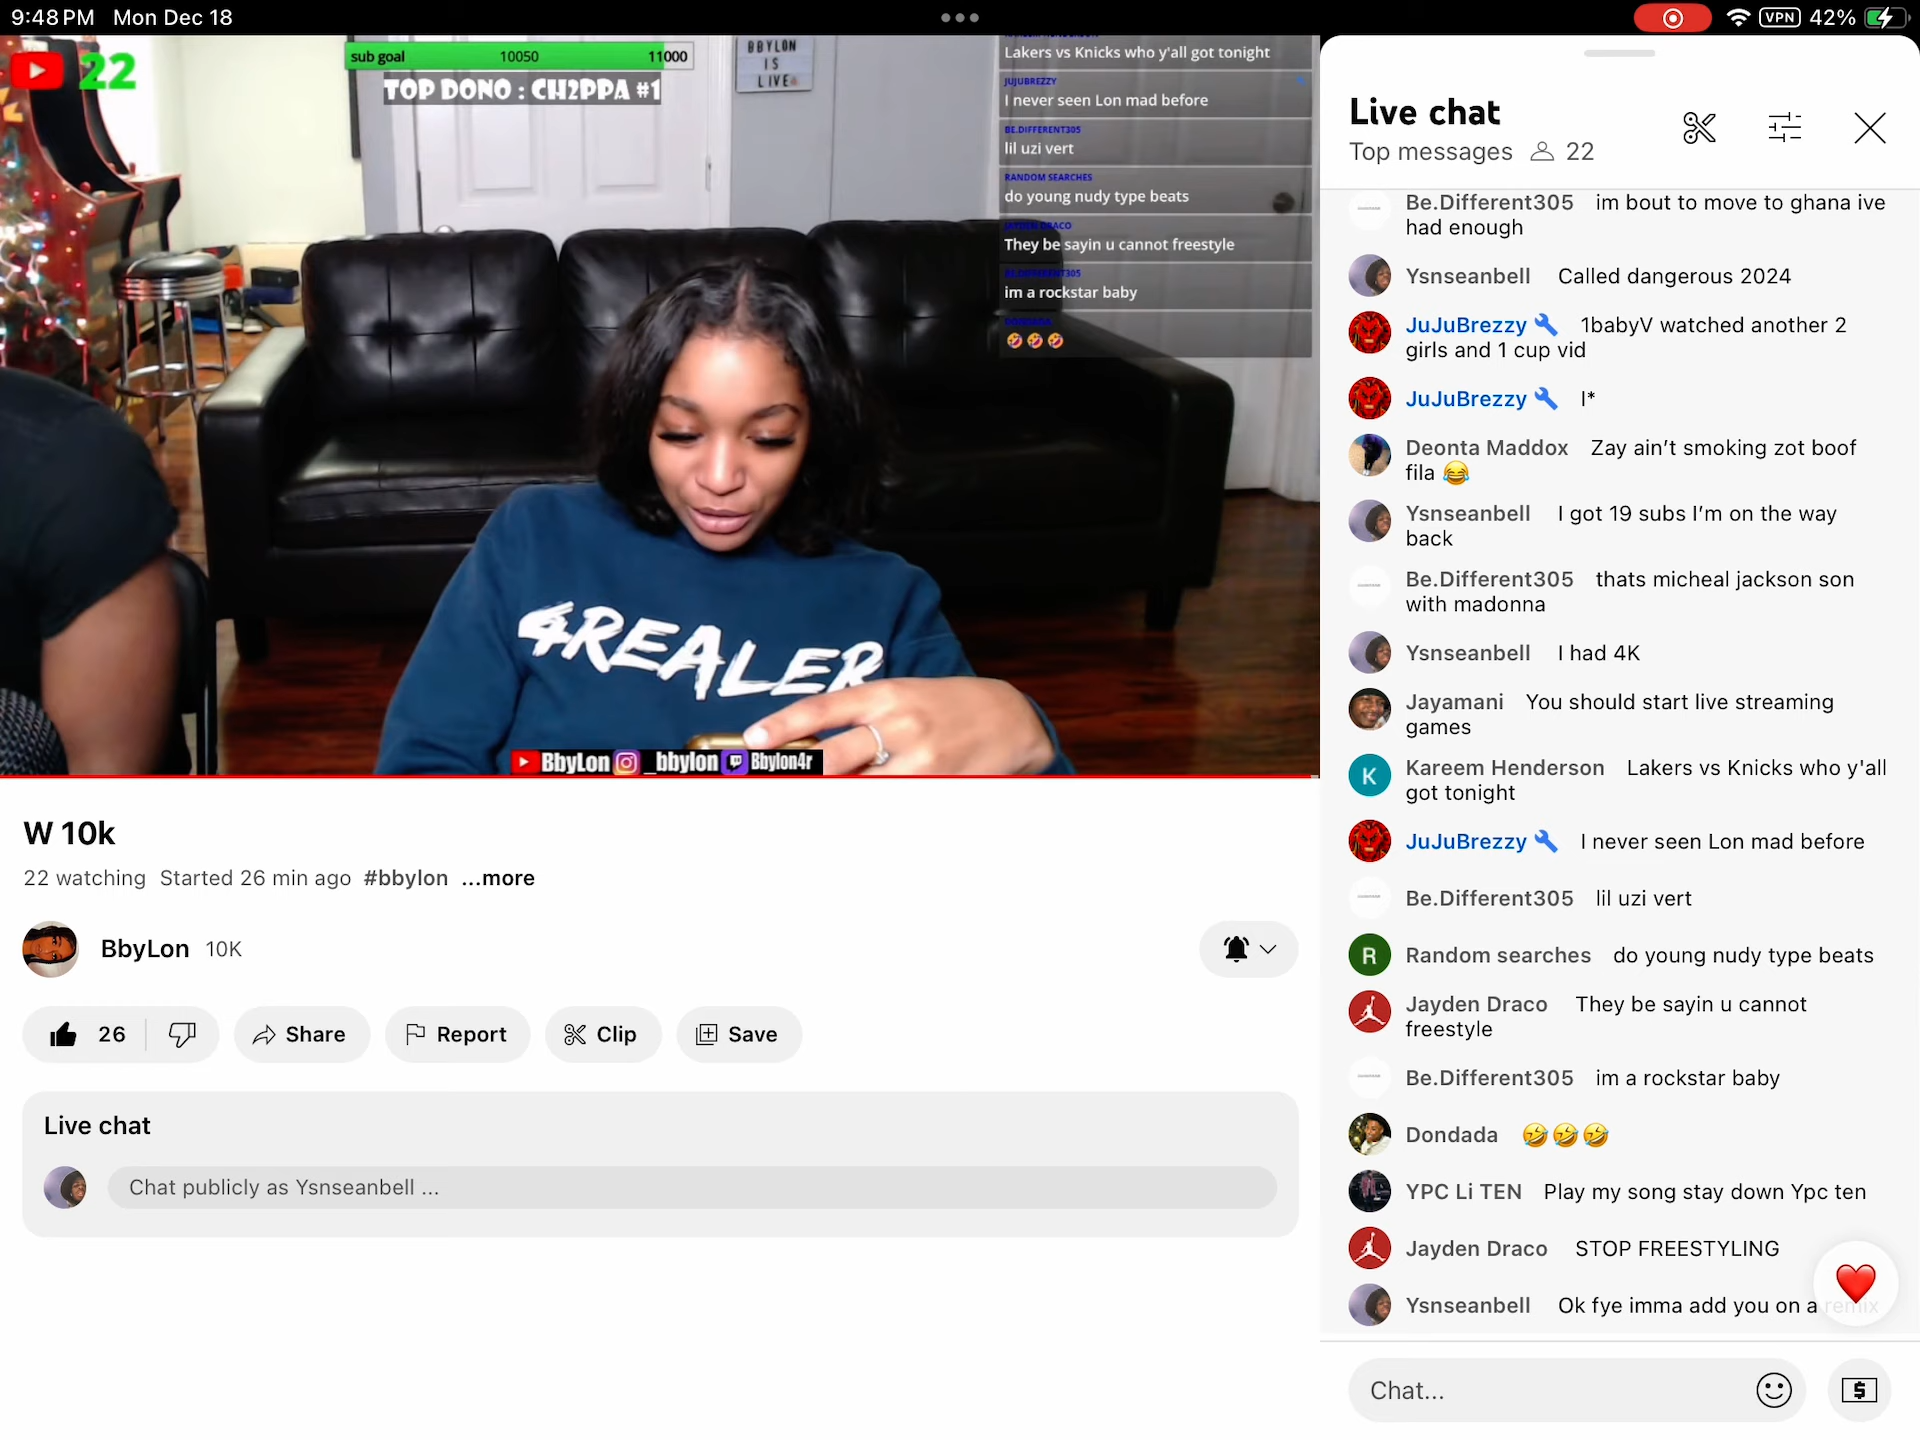 9:48 PM Mon Dec 18
VPN 42%
22
sub goal 10050 11000
TOP DONO : CH2PPA #1
BBYLON
IS
LIVE
Lakers vs Knicks who y'all got tonight
JUJUBREZZY
I never seen Lon mad before
BE.DIFFERENT305
lil uzi vert
RANDOM SEARCHES
do young nudy type beats
JAYDEN DRACO
They be sayin u cannot freestyle
BE.DIFFERENT305
im a rockstar baby
DONDADA
🤣🤣🤣
4REALER
BbyLon _bbylon Bbylon4r
W 10k
22 watching Started 26 min ago #bbylon ...more
BbyLon 10K
26 Share Report Clip Save
Live chat
Chat publicly as Ysnseanbell ...
Live chat
Top messages 22
Be.Different305 im bout to move to ghana ive
had enough
Ysnseanbell Called dangerous 2024
JuJuBrezzy 1babyV watched another 2
girls and 1 cup vid
JuJuBrezzy I*
Deonta Maddox Zay ain’t smoking zot boof
fila 😂
Ysnseanbell I got 19 subs I’m on the way
back
Be.Different305 thats micheal jackson son
with madonna
Ysnseanbell I had 4K
Jayamani You should start live streaming
games
K
Kareem Henderson Lakers vs Knicks who y'all
got tonight
JuJuBrezzy I never seen Lon mad before
Be.Different305 lil uzi vert
R
Random searches do young nudy type beats
Jayden Draco They be sayin u cannot
freestyle
Be.Different305 im a rockstar baby
Dondada 🤣🤣🤣
YPC Li TEN Play my song stay down Ypc ten
Jayden Draco STOP FREESTYLING
Ysnseanbell Ok fye imma add you on a remix
Chat...